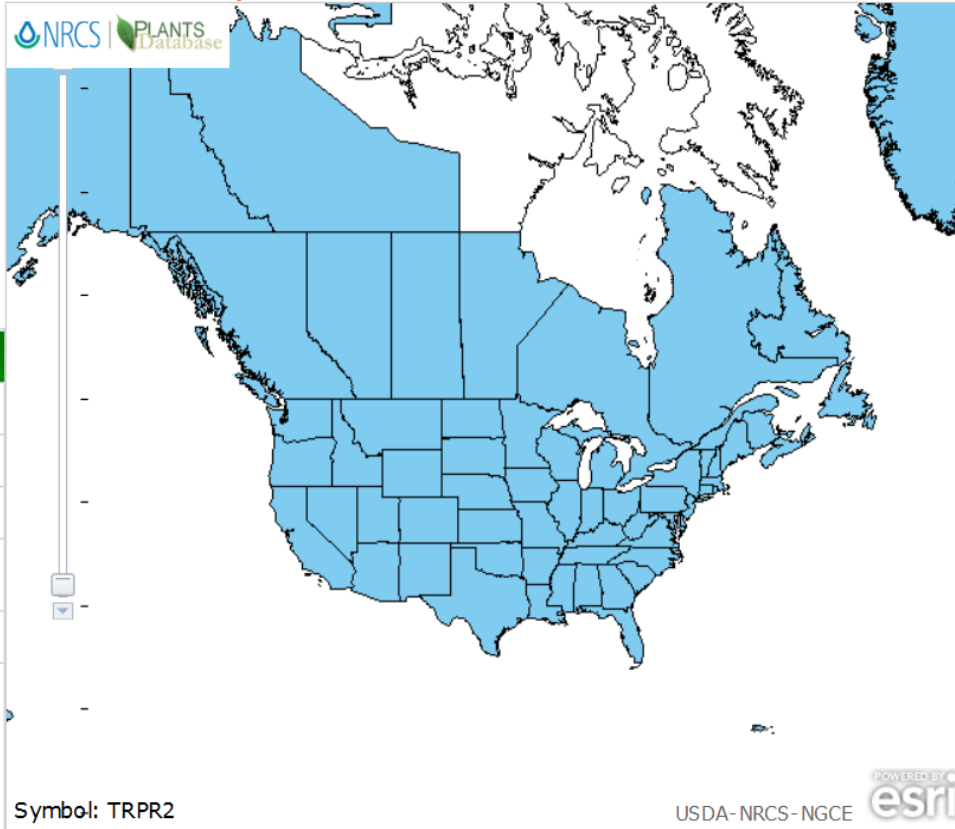 NRCS | PLANTS
Database
Symbol: TRPR2
USDA-NRCS-NGCE
POWERED BY
esri